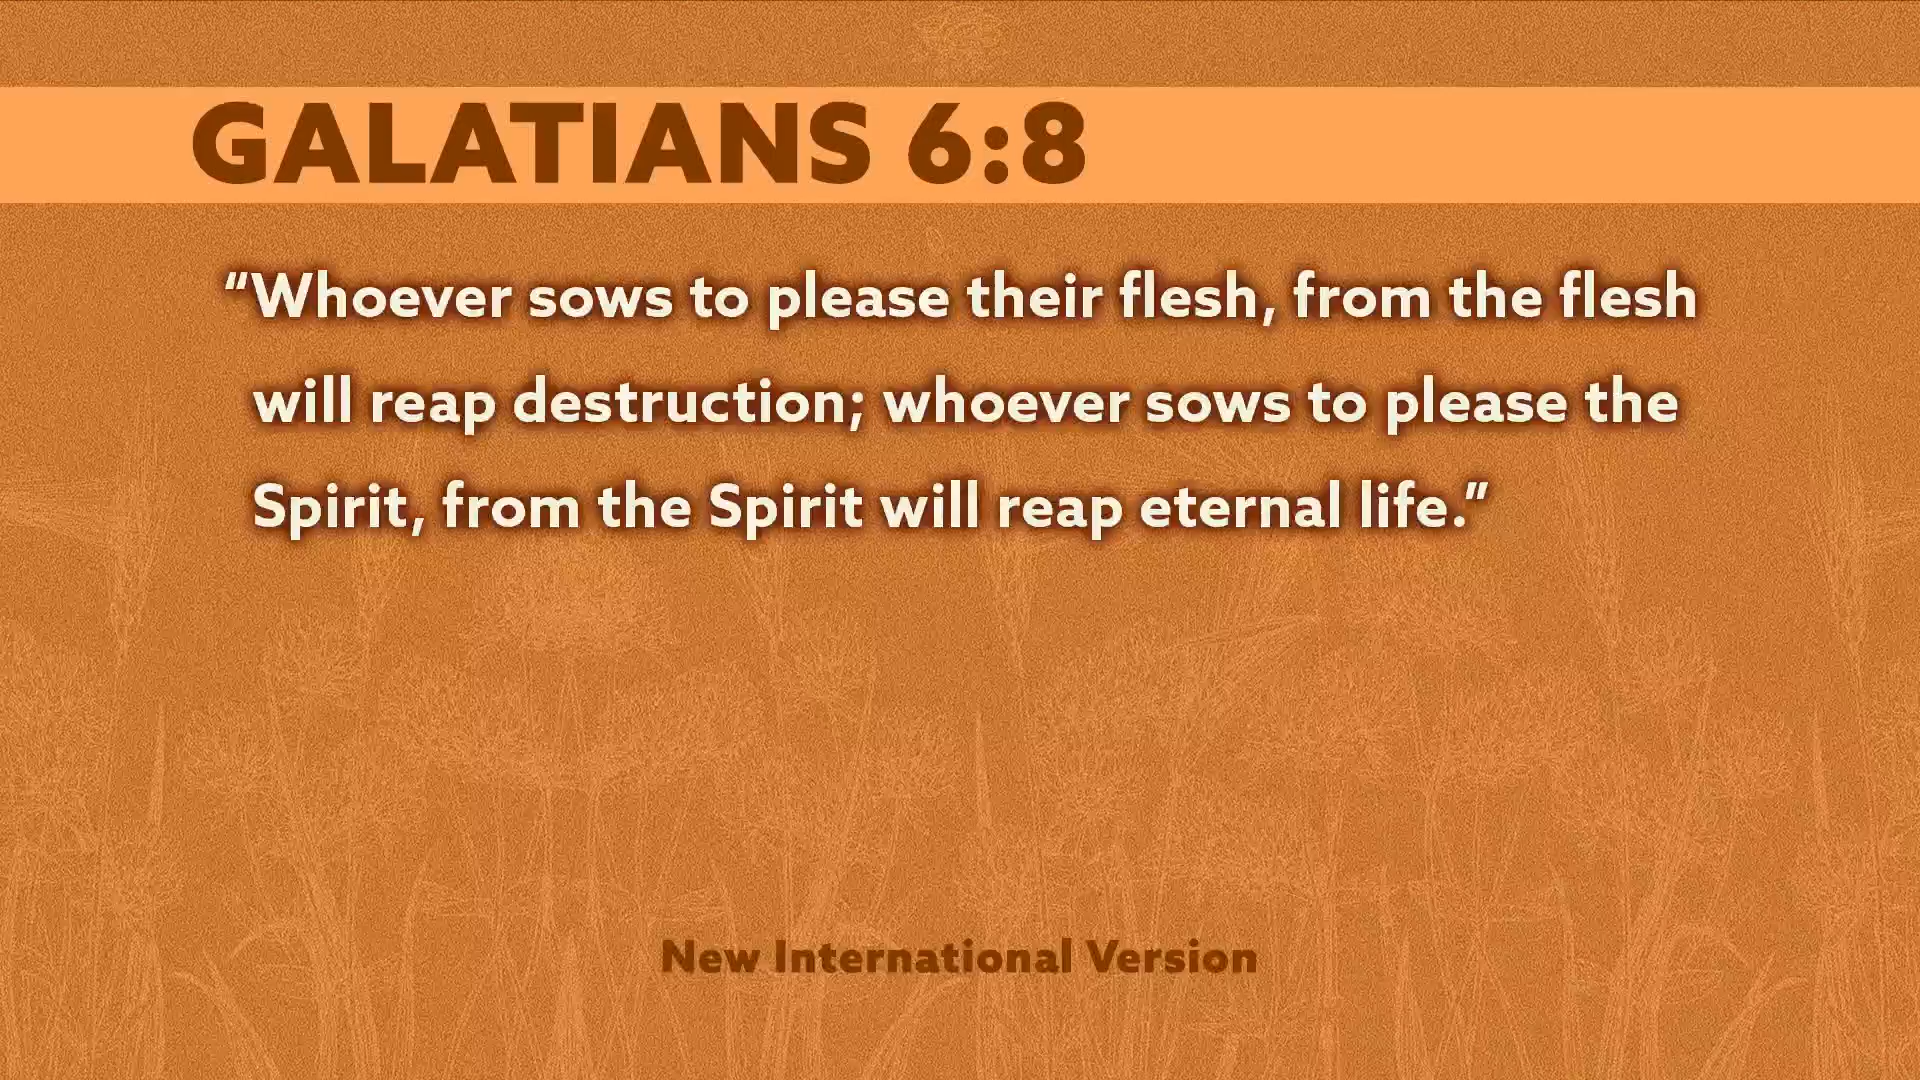 GALATIANS 6:8
“Whoever sows to please their flesh, from the flesh
will reap destruction; whoever sows to please the
Spirit, from the Spirit will reap eternal life.”
New International Version